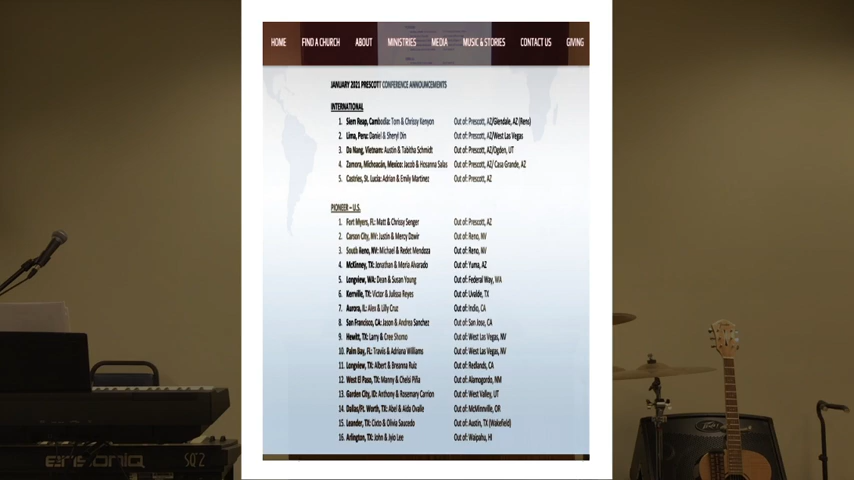 HOME FIND A CHURCH ABOUT MINISTRIES MEDIA MUSIC & STORIES CONTACT US GIVING
JANUARY 2021 PRESCOTT CONFERENCE ANNOUNCEMENTS
INTERNATIONAL
1. Siem Reap, Cambodia: Tom & Chrissy Kenyon Out of: Prescott, AZ/Glendale, AZ (Reno)
2. Lima, Peru: Daniel & Sheryl Din Out of: Prescott, AZ/West Las Vegas
3. Da Nang, Vietnam: Austin & Tabitha Schmidt Out of: Prescott, AZ/Ogden, UT
4. Zamora, Michoacán, Mexico: Jacob & Hosanna Salas Out of: Prescott, AZ/ Casa Grande, AZ
5. Castries, St. Lucia: Adrian & Emily Martinez Out of: Prescott, AZ
PIONEER – U.S.
1. Fort Myers, FL: Matt & Chrissy Senger Out of: Prescott, AZ
2. Carson City, NV: Justin & Mercy Out of: Reno, NV
3. South Reno, NV: Michael & Redet Mendoza Out of: Reno, NV
4. McKinney, TX: Jonathan & Moria Alvarado Out of: Yuma, AZ
5. Longview, WA: Dean & Susan Young Out of: Federal Way, WA
6. Kerrville, TX: Victor & Julissa Reyes Out of: Uvalde, TX
7. Aurora, IL: Alex & Lilly Cruz Out of: Indio, CA
8. San Francisco, CA: Jason & Andrea Sanchez Out of: San Jose, CA
9. Hewitt, TX: Larry & Cree Shomo Out of: West Las Vegas, NV
10. Palm Bay, FL: Travis & Adriana Williams Out of: West Las Vegas, NV
11. Longview, TX: Albert & Breanna Ruiz Out of: Redlands, CA
12. West El Paso, TX: Manny & Chelsi Piña Out of: Alamogordo, NM
13. Garden City, ID: Anthony & Rosemary Carrion Out of: West Valley, UT
14. Dallas/Ft. Worth, TX: Abel & Aida Ovalle Out of: McMinnville, OR
15. Leander, TX: Cixto & Olivia Saucedo Out of: Austin, TX (Wakefield)
16. Arlington, TX: John & Jyio Lee Out of: Waipahu, HI
ensoniq SQ2
PEAVEY